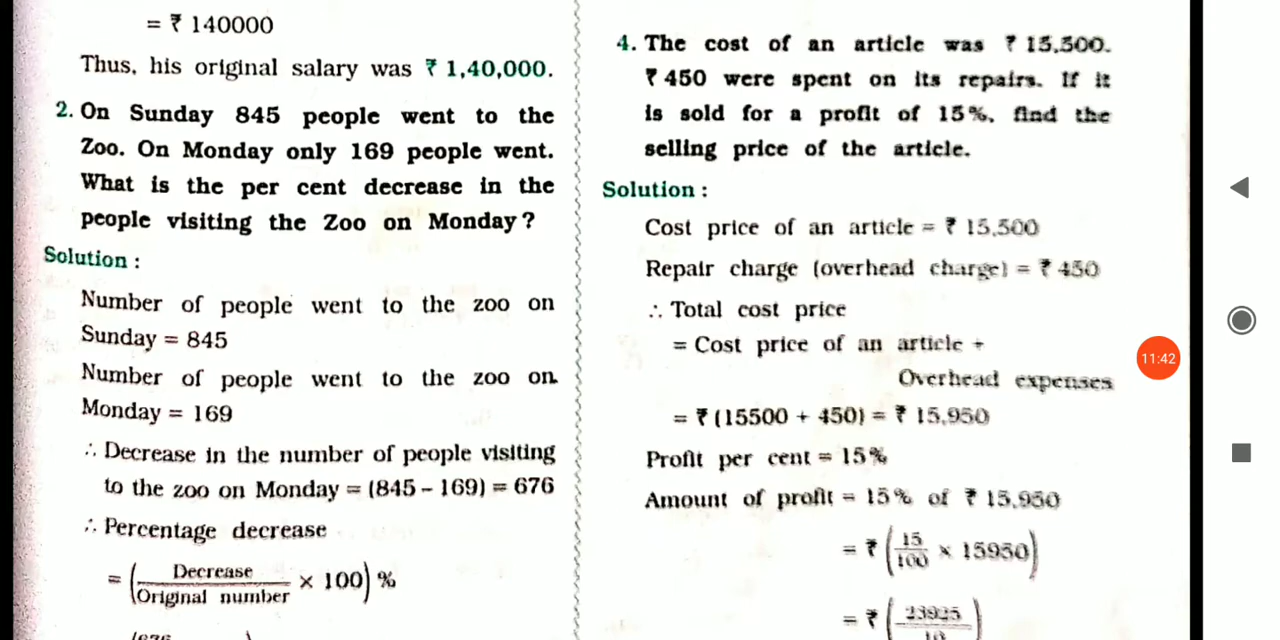 = ₹ 140000
Thus, his original salary was ₹ 1,40,000.
2. On Sunday 845 people went to the
Zoo. On Monday only 169 people went.
What is the per cent decrease in the
people visiting the Zoo on Monday?
Solution :
Number of people went to the zoo on
Sunday = 845
Number of people went to the zoo on
Monday = 169
∴ Decrease in the number of people visiting
to the zoo on Monday = (845 – 169) = 676
∴ Percentage decrease
= (Decrease
Original number × 100) %
4. The cost of an article was ₹ 15,500.
₹ 450 were spent on its repairs. If it
is sold for a profit of 15%, find the
selling price of the article.
Solution :
Cost price of an article = ₹ 15,500
Repair charge (overhead charge) = ₹ 450
∴ Total cost price
= Cost price of an article +
Overhead expenses
= ₹ (15500 + 450) = ₹ 15,950
Profit per cent = 15%
Amount of profit = 15% of ₹ 15,950
= ₹ (15
100 × 15950)
= ₹ (23925
10)
11:42